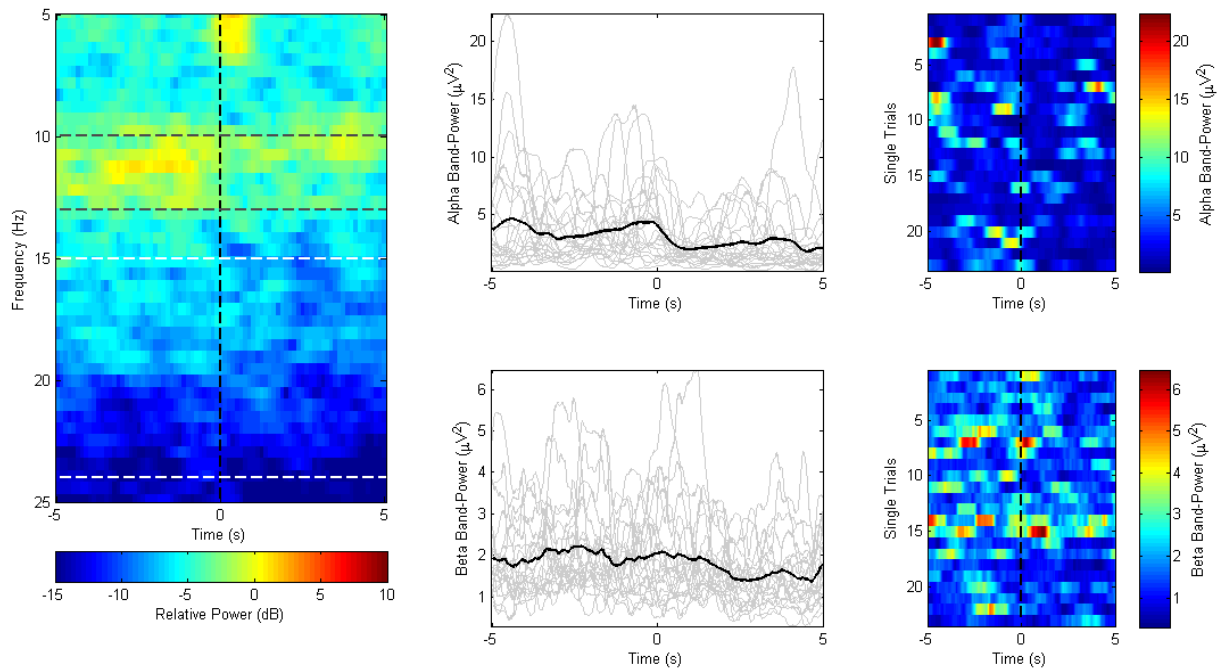 5
10
15
20
25
Frequency (Hz)
-5 0 5
Time (s)
-15 -10 -5 0 5 10
Relative Power (dB)
20
15
10
5
Alpha Band-Power (μV²)
-5 0 5
Time (s)
5
10
15
20
Single Trials
-5 0 5
Time (s)
20
15
10
5
Alpha Band-Power (μV²)
6
5
4
3
2
1
Beta Band-Power (μV²)
-5 0 5
Time (s)
5
10
15
20
Single Trials
-5 0 5
Time (s)
6
5
4
3
2
1
Beta Band-Power (μV²)